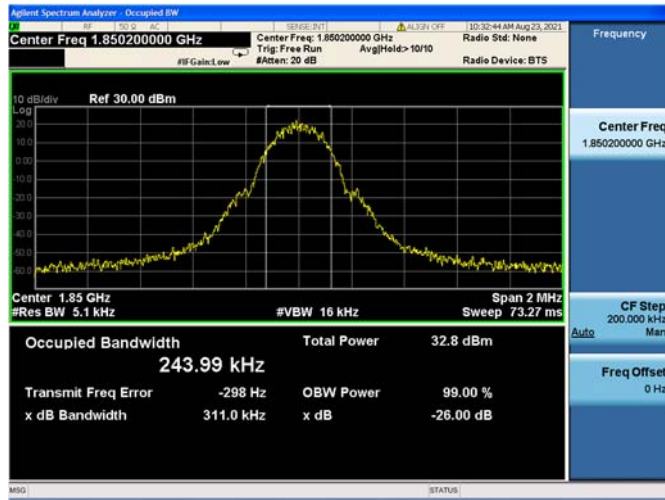 Agilent Spectrum Analyzer - Occupied BW
RF 50 Ω AC SENSE:INT ALIGN OFF 10:32:44 AM Aug 23, 2021
Center Freq 1.850200000 GHz
Center Freq: 1.850200000 GHz
Radio Std: None
Trig: Free Run Avg|Hold:> 10/10
#IFGain:Low #Atten: 20 dB Radio Device: BTS
Frequency
10 dB/div Ref 30.00 dBm
Log
20.0
10.0
0.00
-10.0
-20.0
-30.0
-40.0
-50.0
-60.0
Center 1.85 GHz Span 2 MHz
#Res BW 5.1 kHz #VBW 16 kHz Sweep 73.27 ms
Occupied Bandwidth Total Power 32.8 dBm
243.99 kHz
Transmit Freq Error -298 Hz OBW Power 99.00 %
x dB Bandwidth 311.0 kHz x dB -26.00 dB
Center Freq
1.850200000 GHz
CF Step
200.000 kHz
Auto Man
Freq Offset
0 Hz
MSG STATUS